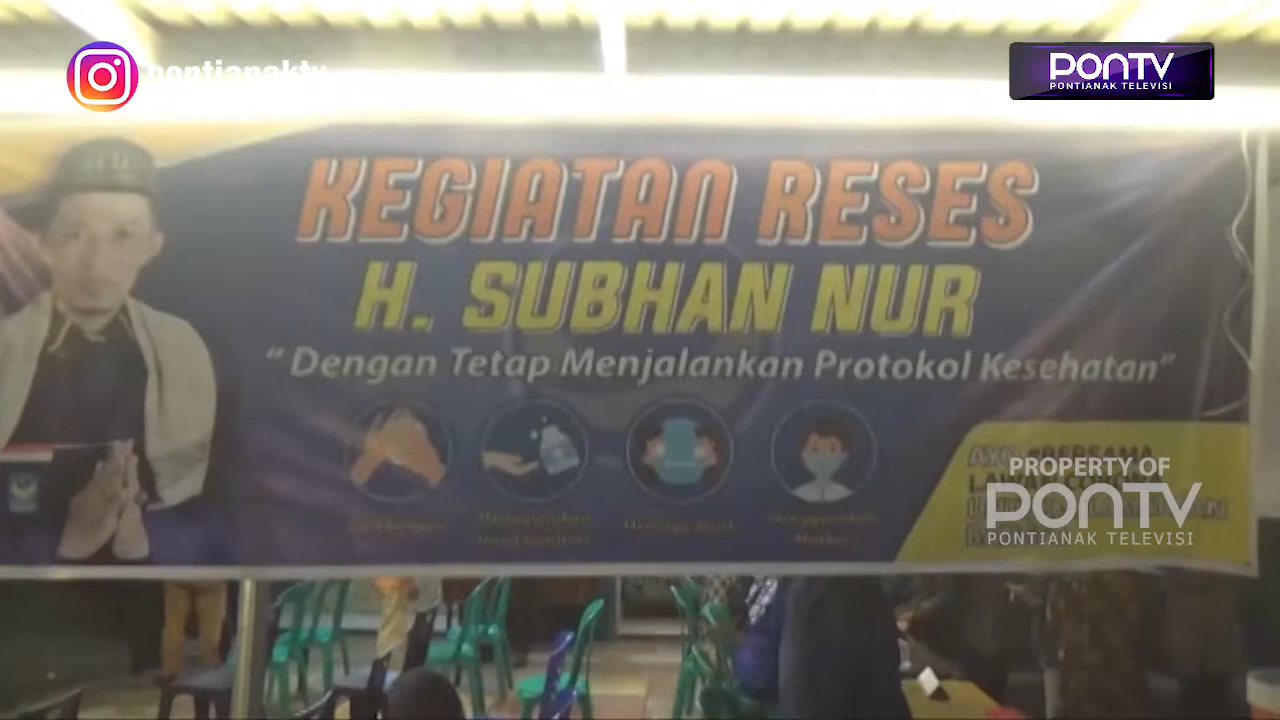 pontianaktv
PONTV
PONTIANAK TELEVISI
KEGIATAN RESES
H. SUBHAN NUR
“Dengan Tetap Menjalankan Protokol Kesehatan”
PROPERTY OF
PONTV
PONTIANAK TELEVISI